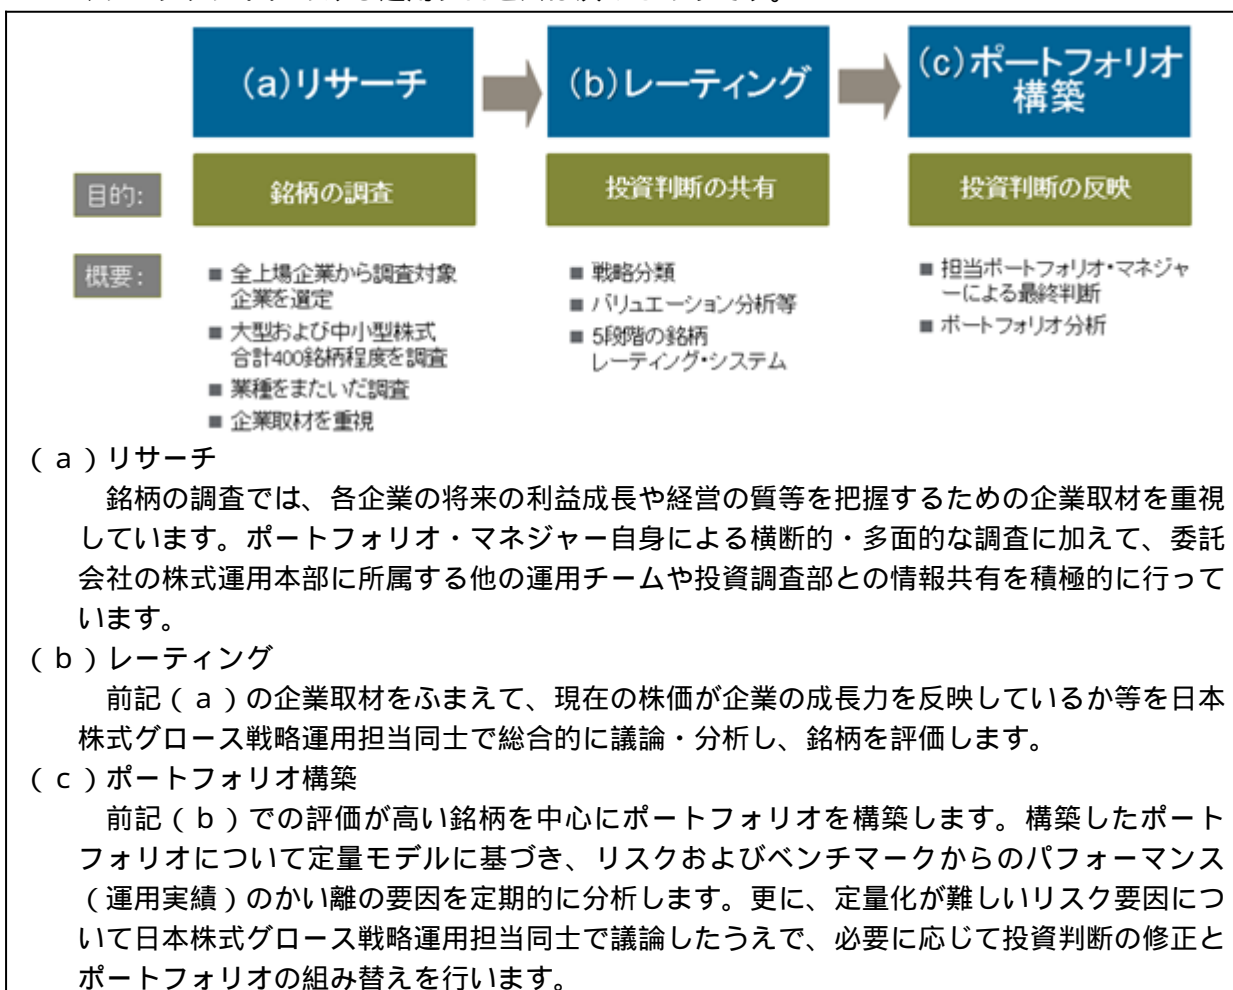 (a)リサーチ
(b)レーティング
(c)ポートフォリオ
構築
目的:
銘柄の調査
投資判断の共有
投資判断の反映
概要:
■ 全上場企業から調査対象
企業を選定
■ 大型および中小型株式
合計400銘柄程度を調査
■ 業種をまたいだ調査
■ 企業取材を重視
■ 戦略分類
■ バリュエーション分析等
■ 5段階の銘柄
レーティング・システム
■ 担当ポートフォリオ・マネジャ
ーによる最終判断
■ ポートフォリオ分析
(a)リサーチ
銘柄の調査では、各企業の将来の利益成長や経営の質等を把握するための企業取材を重視
しています。ポートフォリオ・マネジャー自身による横断的・多面的な調査に加えて、委託
会社の株式運用本部に所属する他の運用チームや投資調査部との情報共有を積極的に行って
います。
(b)レーティング
前記(a)の企業取材をふまえて、現在の株価が企業の成長力を反映しているか等を日本
株式グロース戦略運用担当同士で総合的に議論・分析し、銘柄を評価します。
(c)ポートフォリオ構築
前記(b)での評価が高い銘柄を中心にポートフォリオを構築します。構築したポート
フォリオについて定量モデルに基づき、リスクおよびベンチマークからのパフォーマンス
(運用実績)のかい離の要因を定期的に分析します。更に、定量化が難しいリスク要因につ
いて日本株式グロース戦略運用担当同士で議論したうえで、必要に応じて投資判断の修正と
ポートフォリオの組み替えを行います。